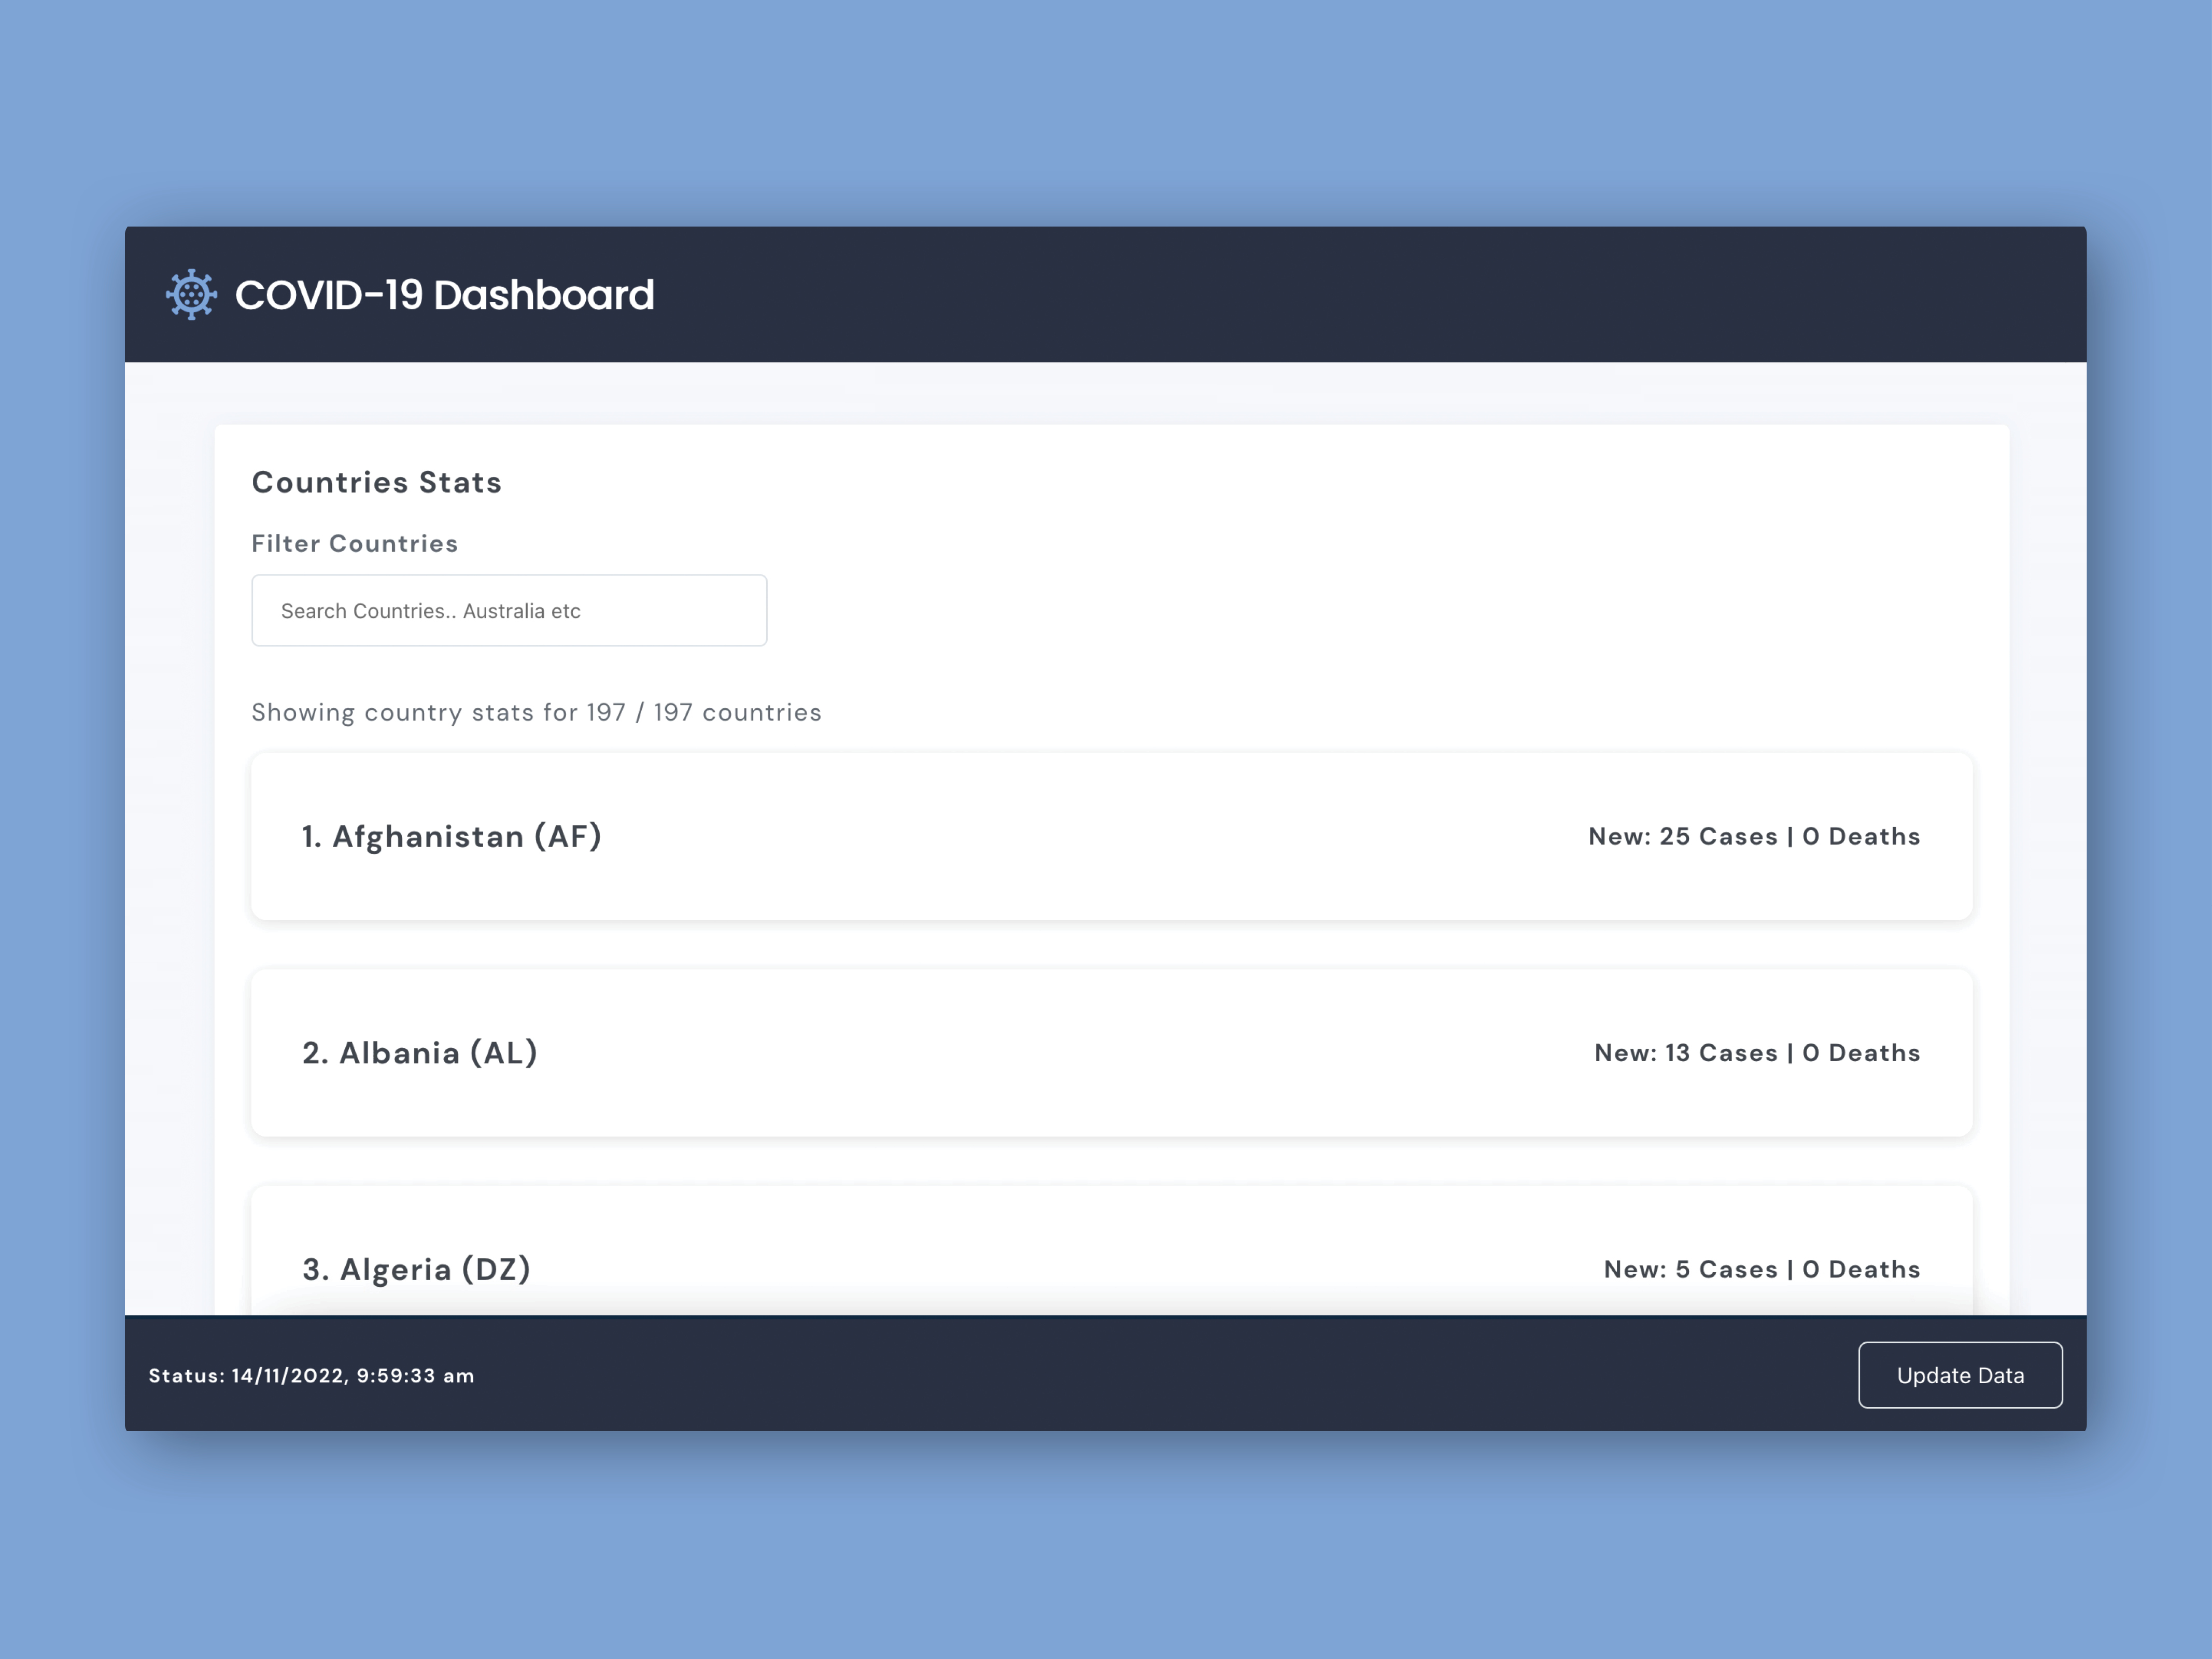 COVID-19 Dashboard
Countries Stats
Filter Countries
Search Countries.. Australia etc
Showing country stats for 197 / 197 countries
1. Afghanistan (AF)
New: 25 Cases | 0 Deaths
2. Albania (AL)
New: 13 Cases | 0 Deaths
3. Algeria (DZ)
New: 5 Cases | 0 Deaths
Status: 14/11/2022, 9:59:33 am
Update Data